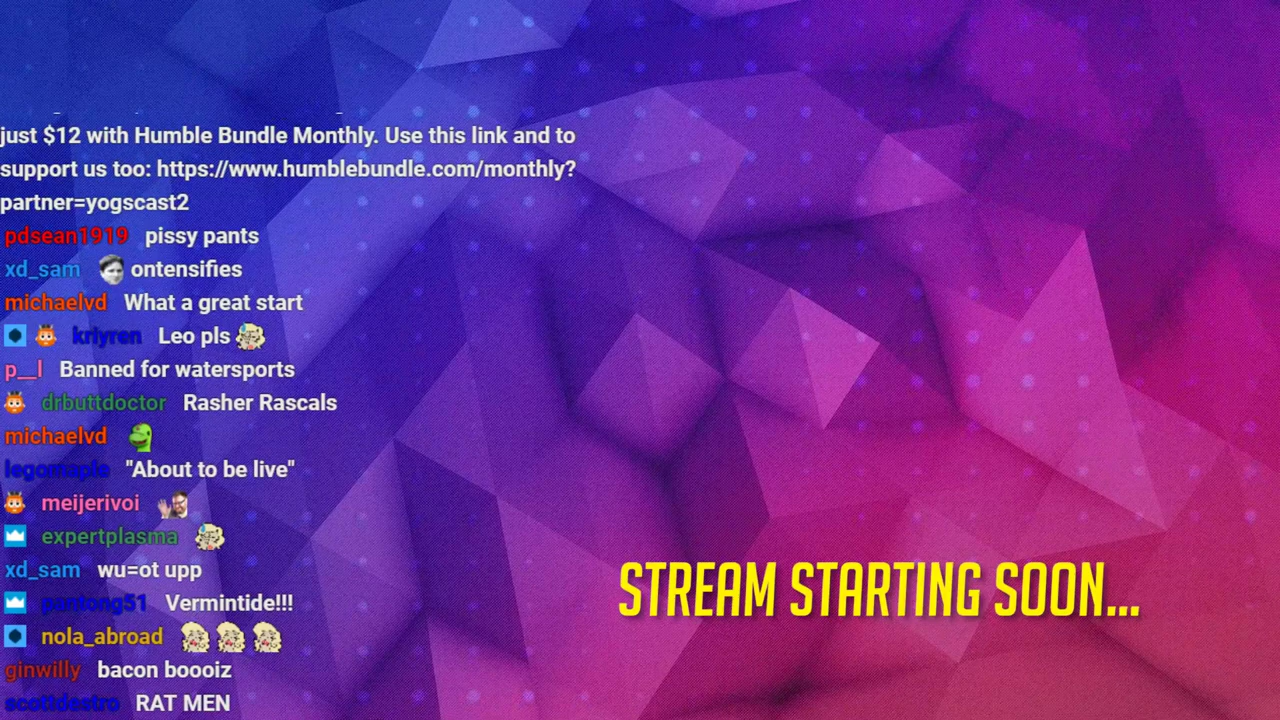 just $12 with Humble Bundle Monthly. Use this link and to
support us too: https://www.humblebundle.com/monthly?
partner=yogscast2
pdsean1919 pissy pants
xd_sam ontensifies
michaelvd What a great start
kriyren Leo pls
p__l Banned for watersports
drbuttdoctor Rasher Rascals
michaelvd
legomaple "About to be live"
meijerivoi
expertplasma
xd_sam wu=ot upp
pantong51 Vermintide!!!
nola_abroad
STREAM STARTING SOON...
ginwilly bacon boooiz
scottdestro RAT MEN